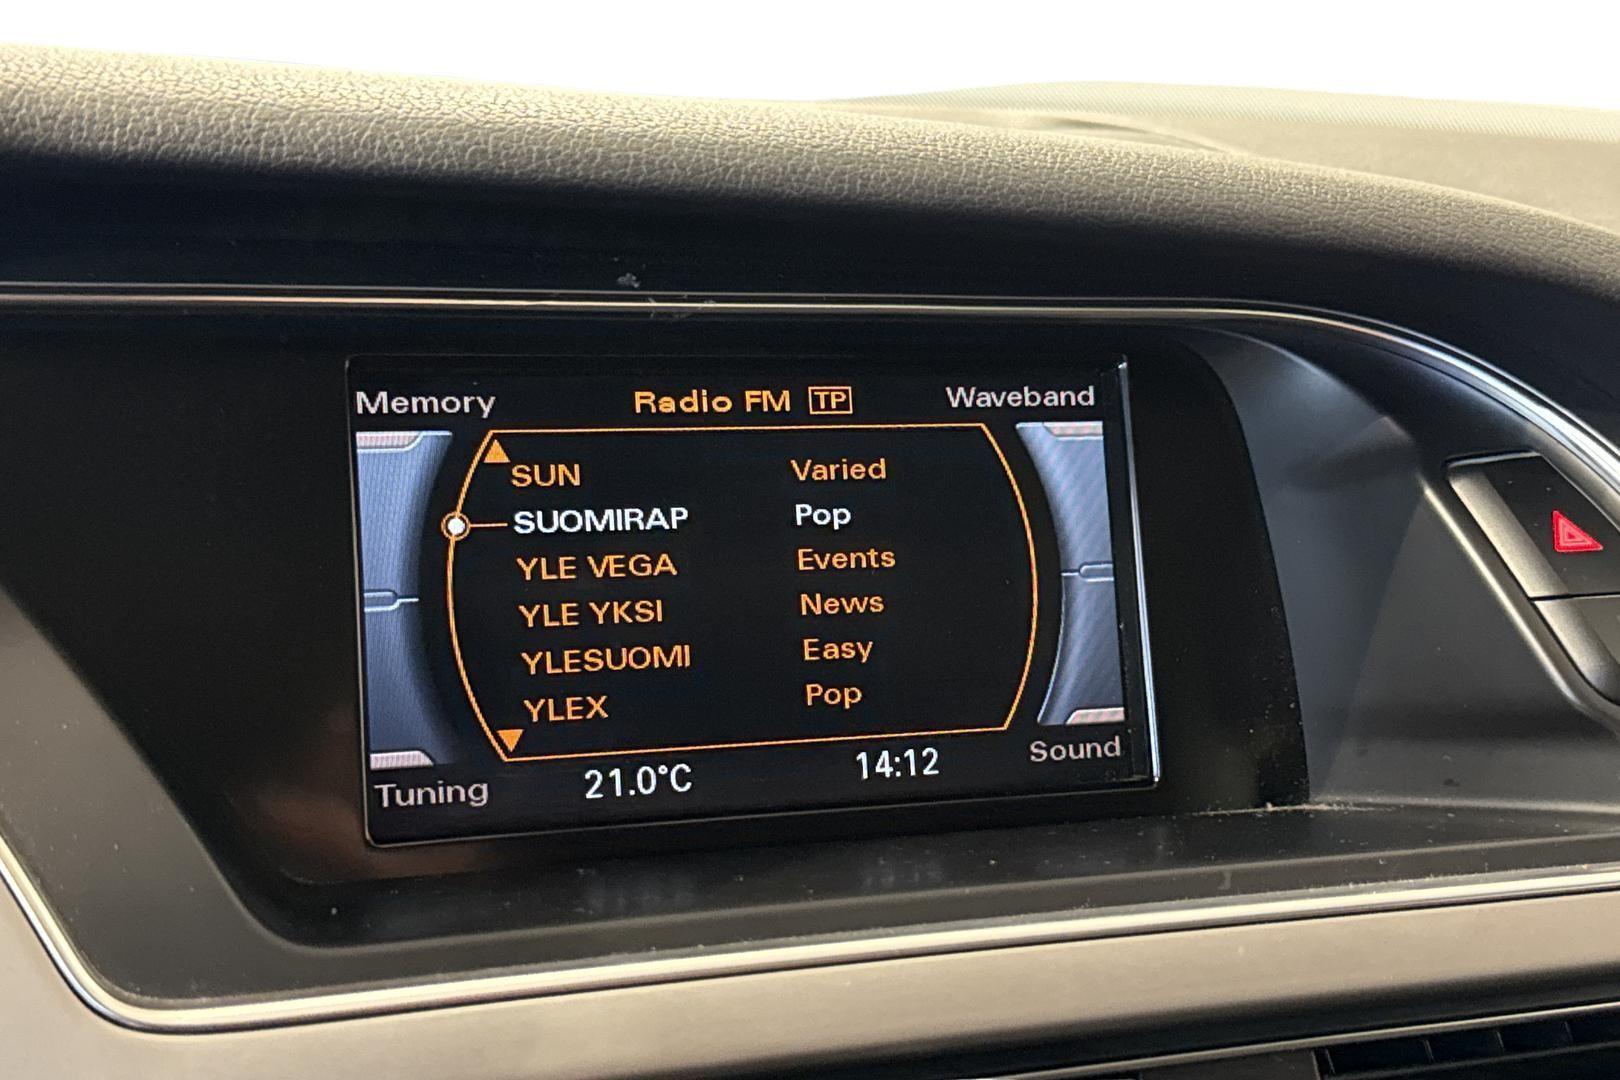 Memory Radio FM TP Waveband
SUN Varied
SUOMIRAP Pop
YLE VEGA Events
YLE YKSI News
YLESUOMI Easy
YLEX Pop
Tuning 21.0°C 14:12 Sound